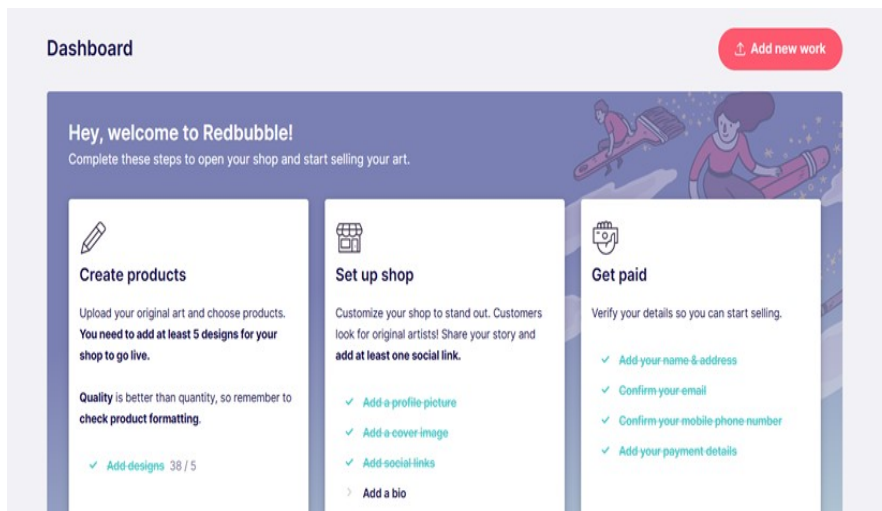 Dashboard
Add new work
Hey, welcome to Redbubble!
Complete these steps to open your shop and start selling your art.
Create products
Upload your original art and choose products.
You need to add at least 5 designs for your
shop to go live.
Quality is better than quantity, so remember to
check product formatting.
Add designs 38 / 5
Set up shop
Customize your shop to stand out. Customers
look for original artists! Share your story and
add at least one social link.
Add a profile picture
Add a cover image
Add social links
Add a bio
Get paid
Verify your details so you can start selling.
Add your name & address
Confirm your email
Confirm your mobile phone number
Add your payment details